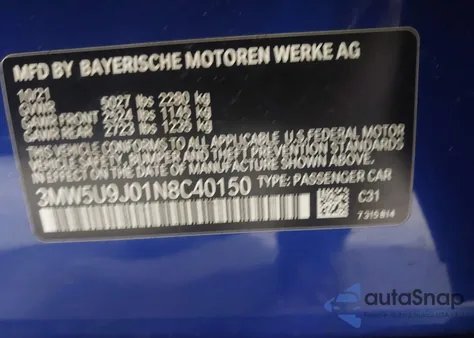 MFD BY BAYERISCHE MOTOREN WERKE AG
10/21
GVWR 5027 lbs 2280 kg
GAWR FRONT 2524 lbs 1145 kg
GAWR REAR 2723 lbs 1235 kg
THIS VEHICLE CONFORMS TO ALL APPLICABLE U.S. FEDERAL MOTOR
VEHICLE SAFETY, BUMPER, AND THEFT PREVENTION STANDARDS
IN EFFECT ON THE DATE OF MANUFACTURE SHOWN ABOVE.
3MW5U9J01N8C40150 TYPE: PASSENGER CAR
C31
7319814
autoSnap